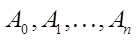 A₀, A₁,…, Aₙ